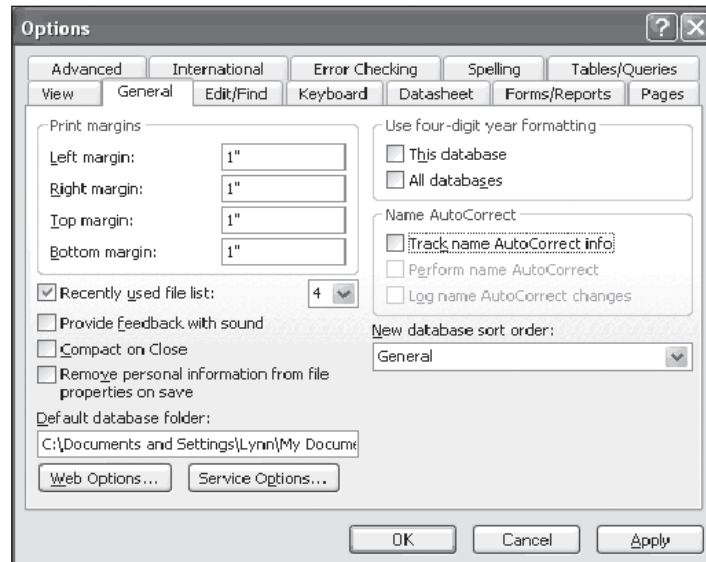 Options
Advanced International Error Checking Spelling Tables/Queries
View General Edit/Find Keyboard Datasheet Forms/Reports Pages
Print margins
Left margin: 1"
Right margin: 1"
Top margin: 1"
Bottom margin: 1"
Recently used file list: 4
Provide feedback with sound
Compact on Close
Remove personal information from file
properties on save
Default database folder:
C:\Documents and Settings\Lynn\My Docume
Web Options... Service Options...
Use four-digit year formatting
This database
All databases
Name AutoCorrect
Track name AutoCorrect info
Perform name AutoCorrect
Log name AutoCorrect changes
New database sort order:
General
OK Cancel Apply